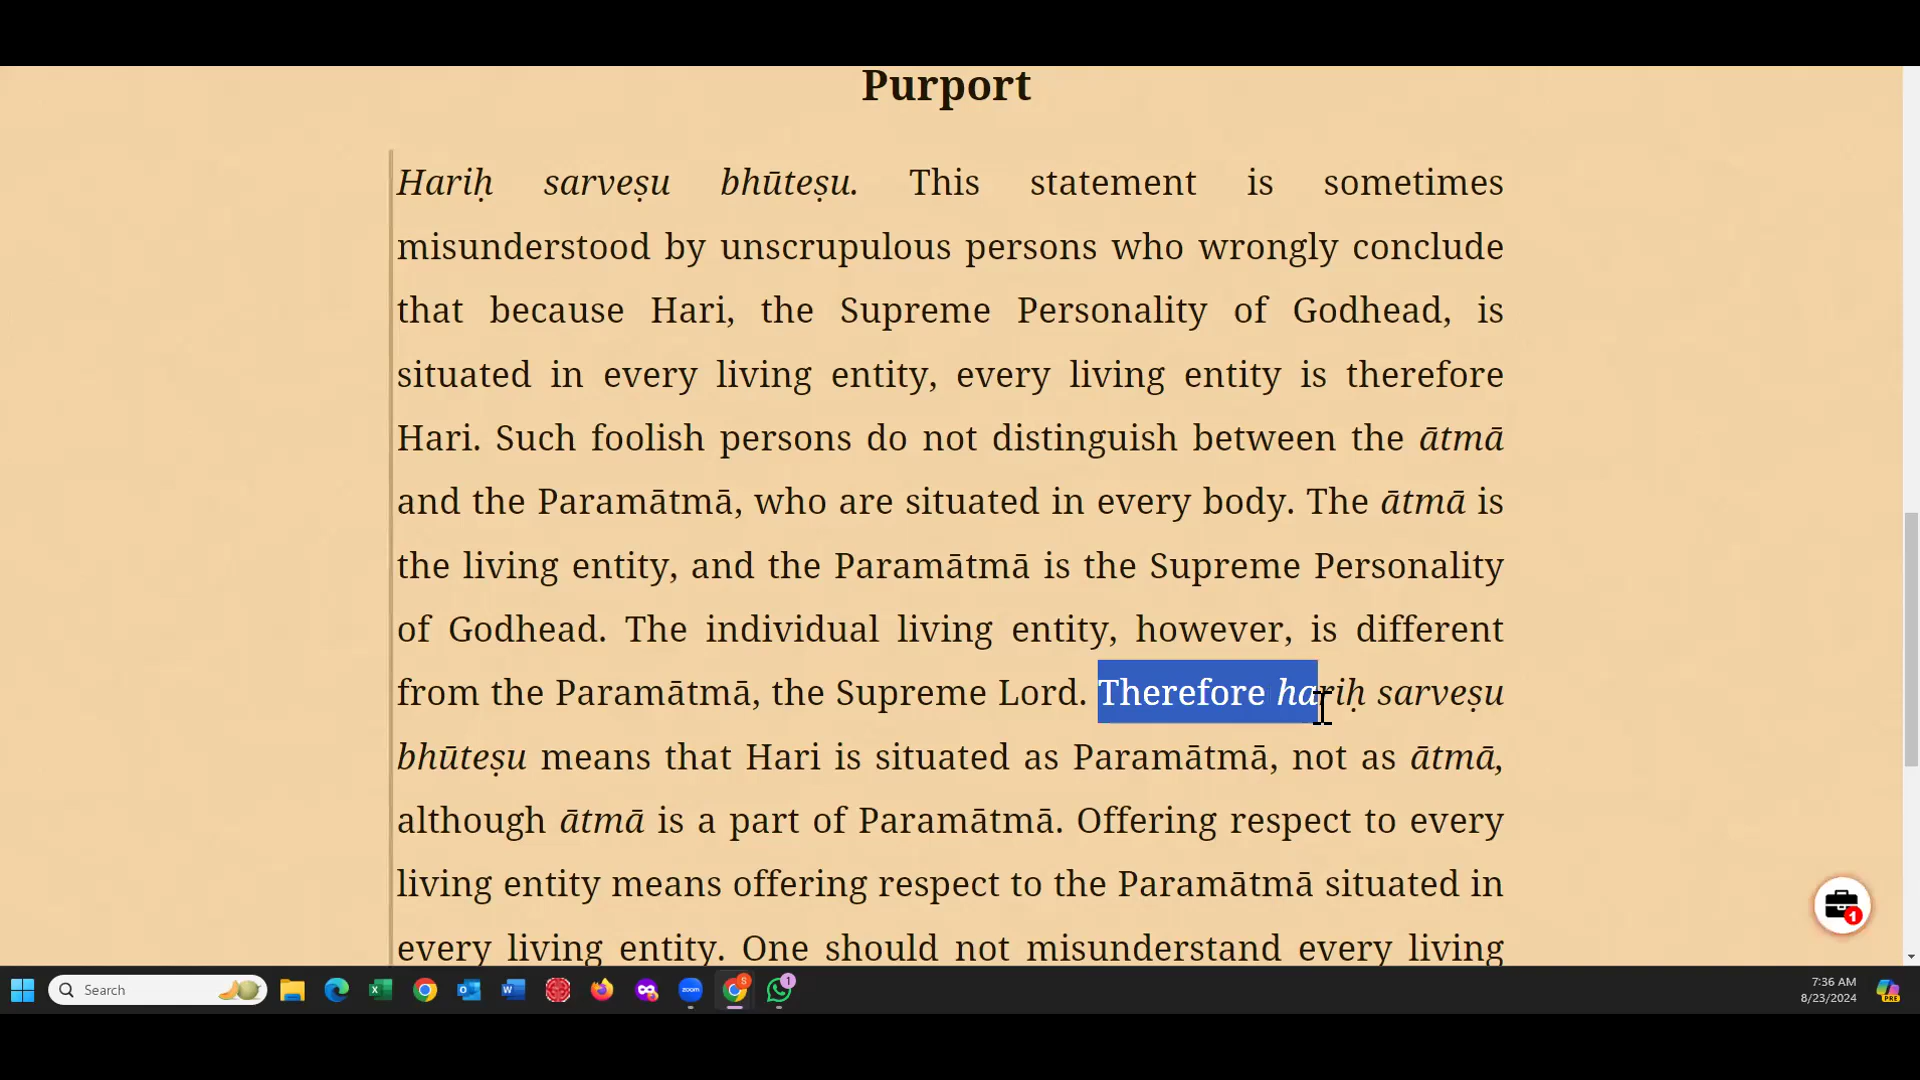 Purport
Hariḥ sarveṣu bhūteṣu. This statement is sometimes
misunderstood by unscrupulous persons who wrongly conclude
that because Hari, the Supreme Personality of Godhead, is
situated in every living entity, every living entity is therefore
Hari. Such foolish persons do not distinguish between the ātmā
and the Paramātmā, who are situated in every body. The ātmā is
the living entity, and the Paramātmā is the Supreme Personality
of Godhead. The individual living entity, however, is different
from the Paramātmā, the Supreme Lord. Therefore hariḥ sarveṣu
bhūteṣu means that Hari is situated as Paramātmā, not as ātmā,
although ātmā is a part of Paramātmā. Offering respect to every
living entity means offering respect to the Paramātmā situated in
every living entity. One should not misunderstand every living
1
Search
zoom
8
1
7:36 AM
8/23/2024
PRE